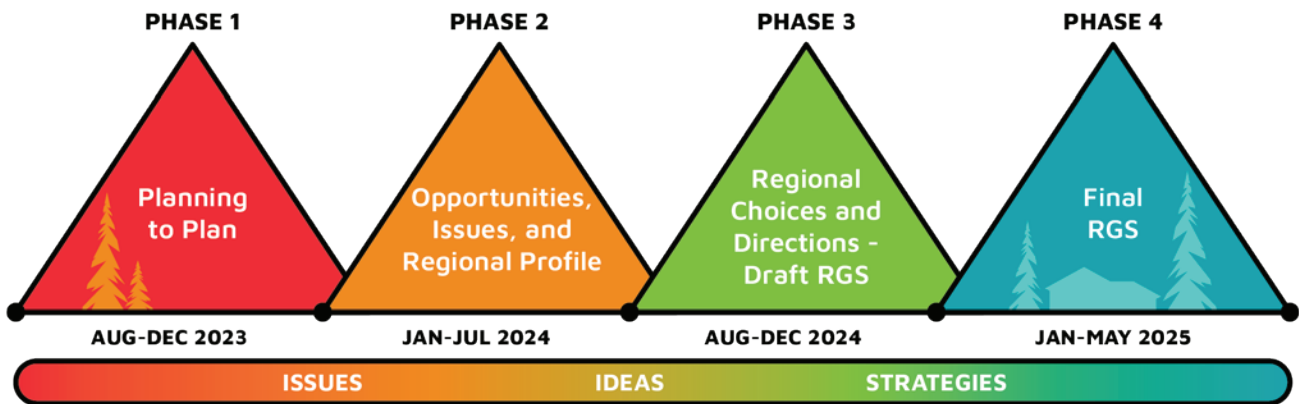 PHASE 1
PHASE 2
PHASE 3
PHASE 4
Planning
to Plan
Opportunities,
Issues, and
Regional Profile
Regional
Choices and
Directions -
Draft RGS
Final
RGS
AUG-DEC 2023
JAN-JUL 2024
AUG-DEC 2024
JAN-MAY 2025
ISSUES
IDEAS
STRATEGIES